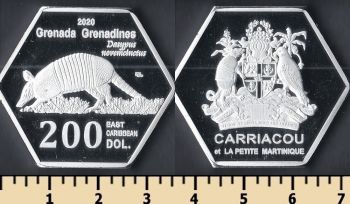 2020
Grenada Grenadines
Dasypus
novemcinctus
200
EAST
CARIBBEAN
DOL.
CARRIACOU
et LA PETITE MARTINIQUE
1 2 3 4 5 6 7